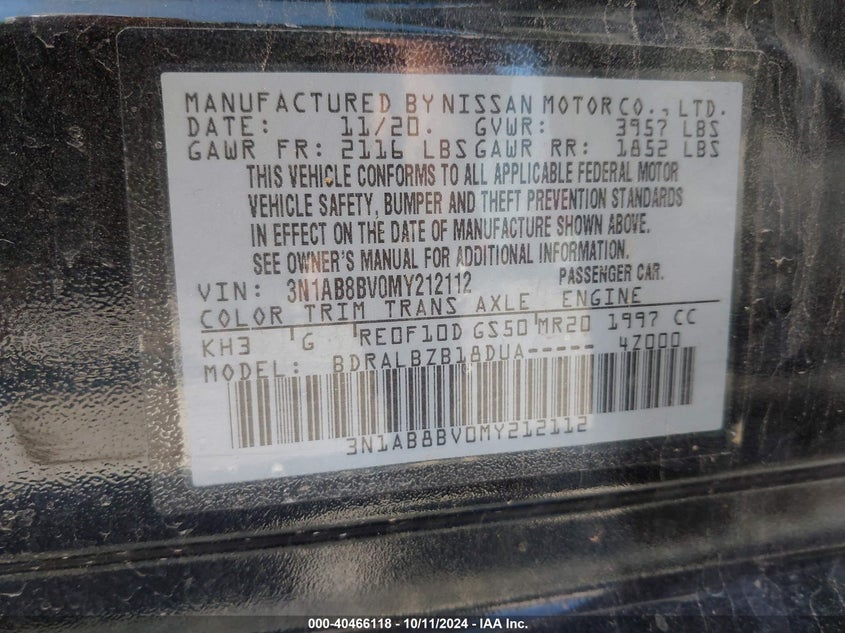 MANUFACTURED BY NISSAN MOTOR CO., LTD.
DATE: 11/20. GVWR: 3957 LBS
GAWR FR: 2116 LBS GAWR RR: 1852 LBS
THIS VEHICLE CONFORMS TO ALL APPLICABLE FEDERAL MOTOR
VEHICLE SAFETY, BUMPER AND THEFT PREVENTION STANDARDS
IN EFFECT ON THE DATE OF MANUFACTURE SHOWN ABOVE.
SEE OWNER'S MANUAL FOR ADDITIONAL INFORMATION.
VIN: 3N1AB8BV0MY212112 PASSENGER CAR.
COLOR TRIM TRANS AXLE ENGINE
KH3 G RE0F10D GS50 MR20 1997 CC
MODEL: BDRALBZB18DUA----- 4Z000
3N1AB8BV0MY212112
000-40466118 - 10/11/2024 - IAAI.com